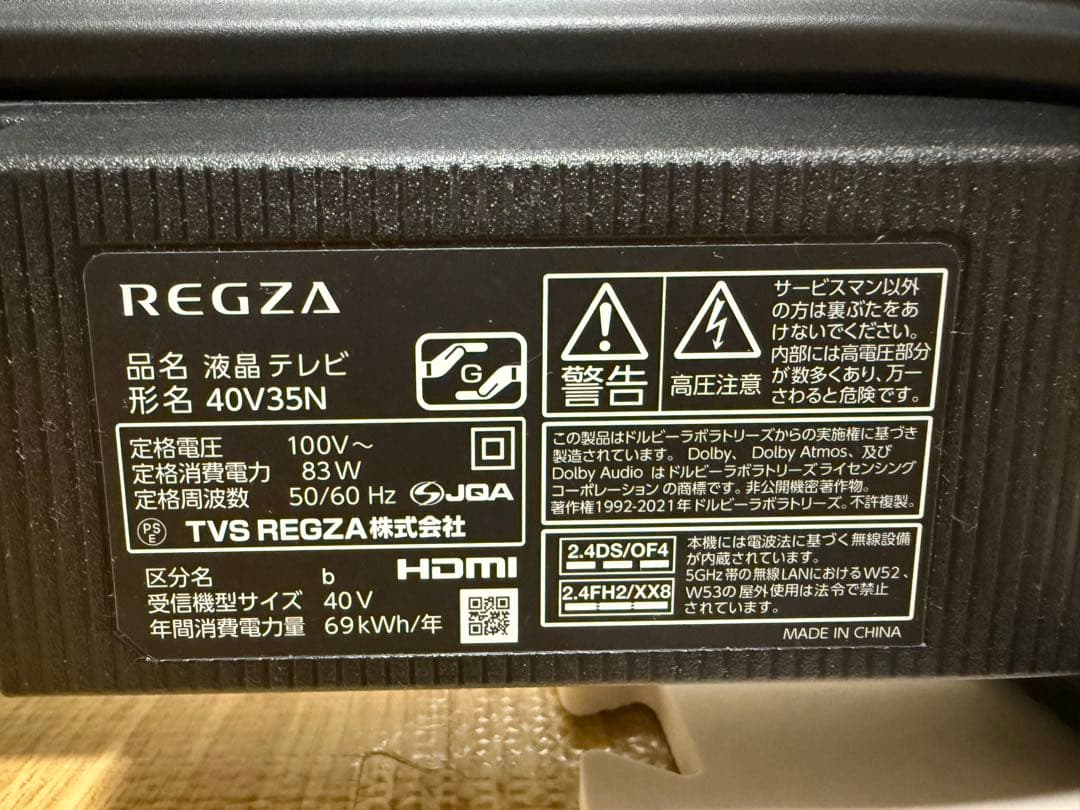 REGZA
品名 液晶テレビ
形名 40V35N
G
定格電圧 100V～
定格消費電力 83W
定格周波数 50/60 Hz
JQA
PSE
TVS REGZA株式会社
区分名 b
HDMI
受信機型サイズ 40V
年間消費電力量 69kWh/年
警告
高圧注意
サービスマン以外
の方は裏ぶたをあ
けないでください。
内部には高電圧部分
が数多くあり、万一
さわると危険です。
この製品はドルビーラボラトリーズからの実施権に基づき
製造されています。Dolby、Dolby Atmos、及び
Dolby Audio はドルビーラボラトリーズライセンシング
コーポレーションの商標です。非公開機密著作物。
著作権1992-2021年ドルビーラボラトリーズ。不許複製。
2.4DS/OF4
2.4FH2/XX8
本機には電波法に基づく無線設備
が内蔵されています。
5GHz帯の無線LANにおけるW52、
W53の屋外使用は法令で禁止
されています。
MADE IN CHINA